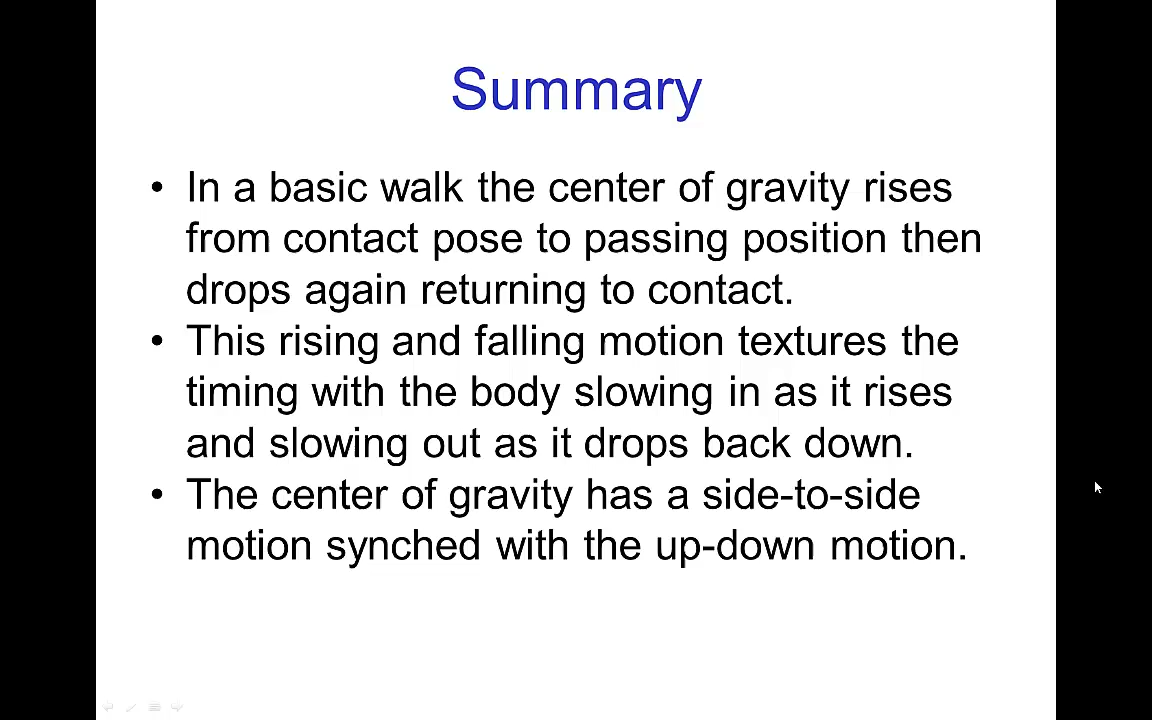 Summary
• In a basic walk the center of gravity rises
from contact pose to passing position then
drops again returning to contact.
• This rising and falling motion textures the
timing with the body slowing in as it rises
and slowing out as it drops back down.
• The center of gravity has a side-to-side
motion synched with the up-down motion.